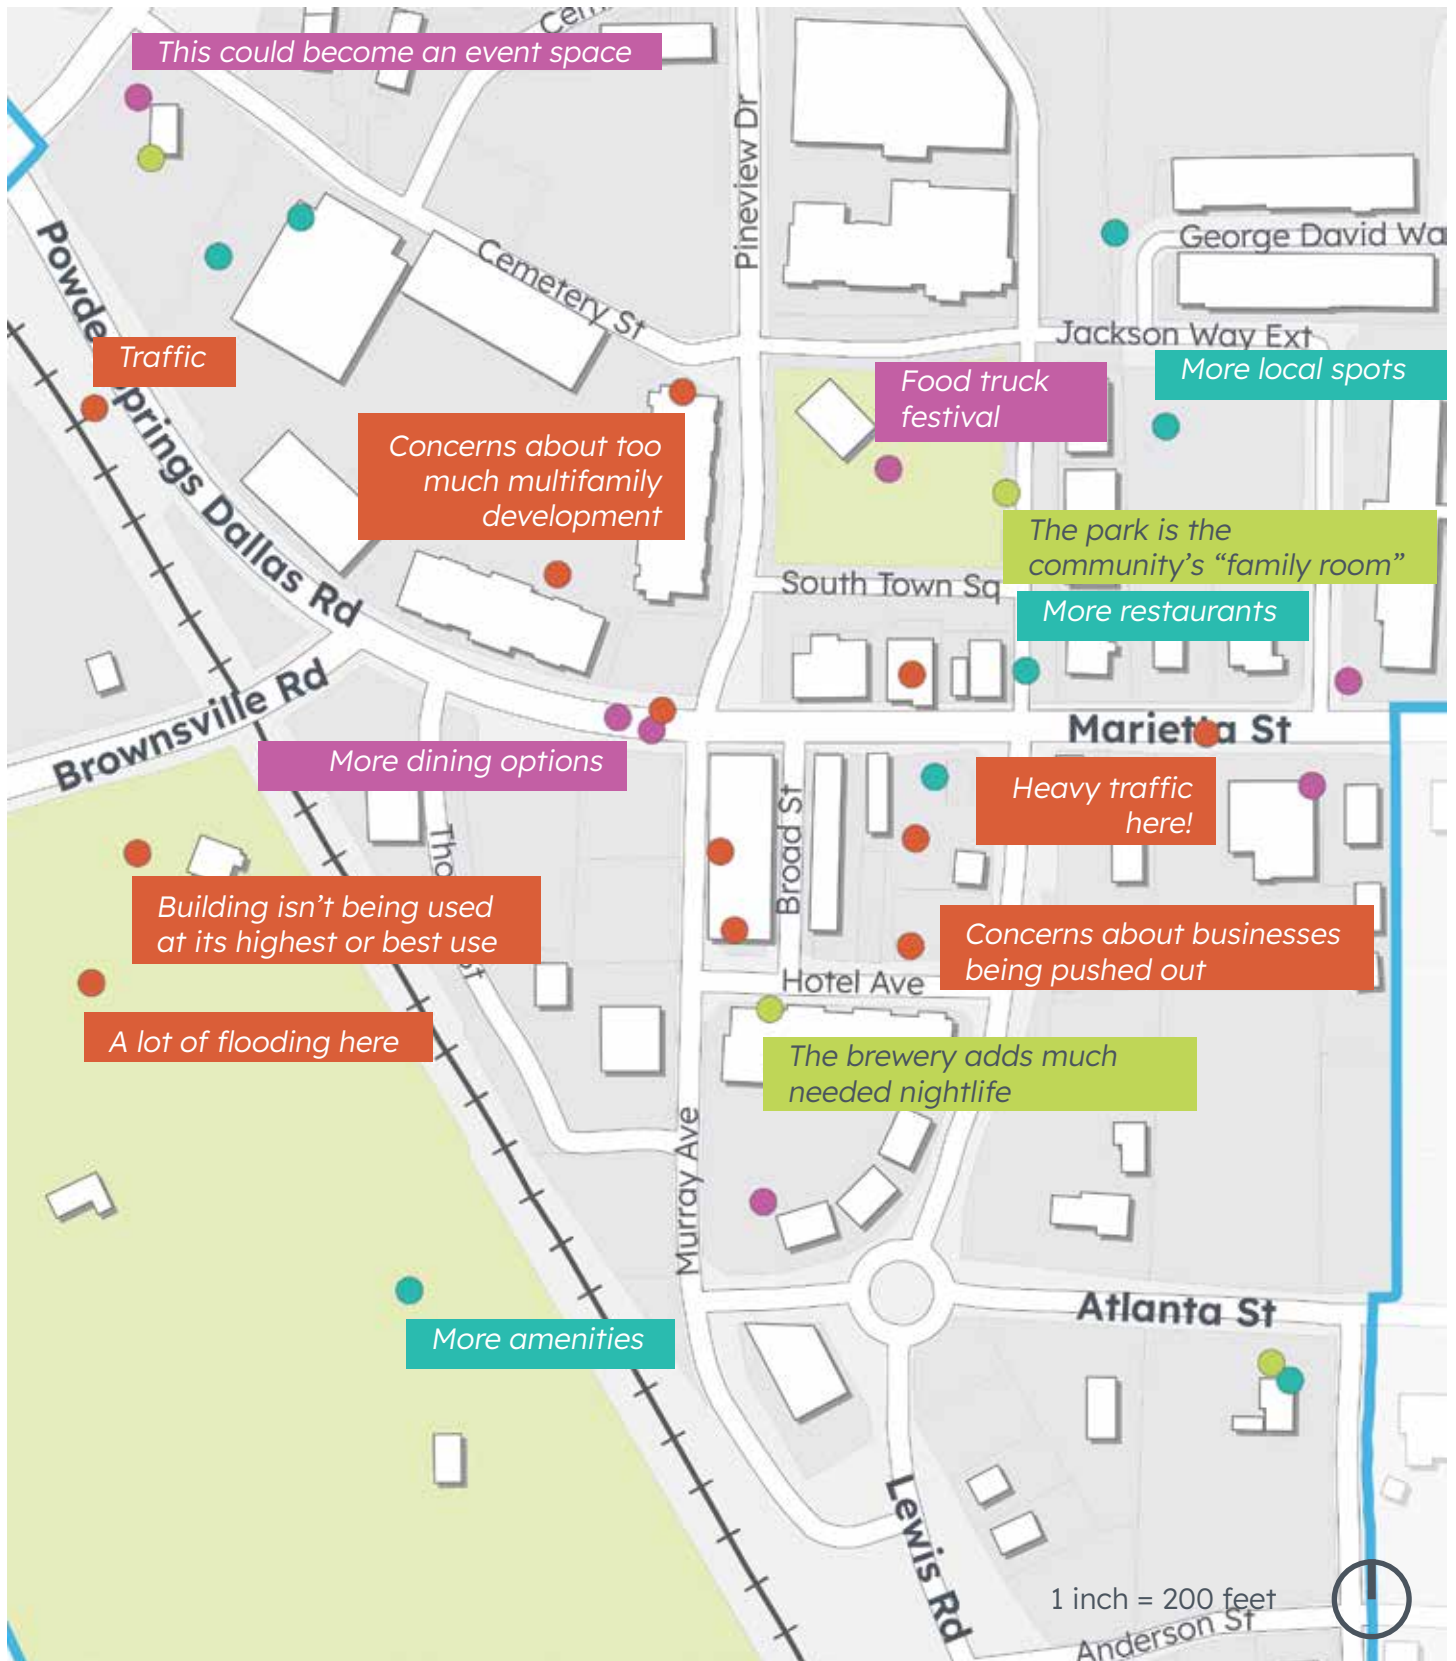 Cem
This could become an event space
Pineview Dr
George David Wa
Cemetery St
Powde
Springs Dallas Rd
Jackson Way Ext
Traffic
More local spots
Food truck
festival
Concerns about too
much multifamily
development
The park is the
community's “family room”
South Town Sq
More restaurants
Brownsville Rd
Marietta St
More dining options
Heavy traffic
here!
Broad St
Tho
St
Building isn't being used
at its highest or best use
Concerns about businesses
being pushed out
Hotel Ave
A lot of flooding here
The brewery adds much
needed nightlife
Murray Ave
Atlanta St
More amenities
Lewis Rd
1 inch = 200 feet
Anderson St